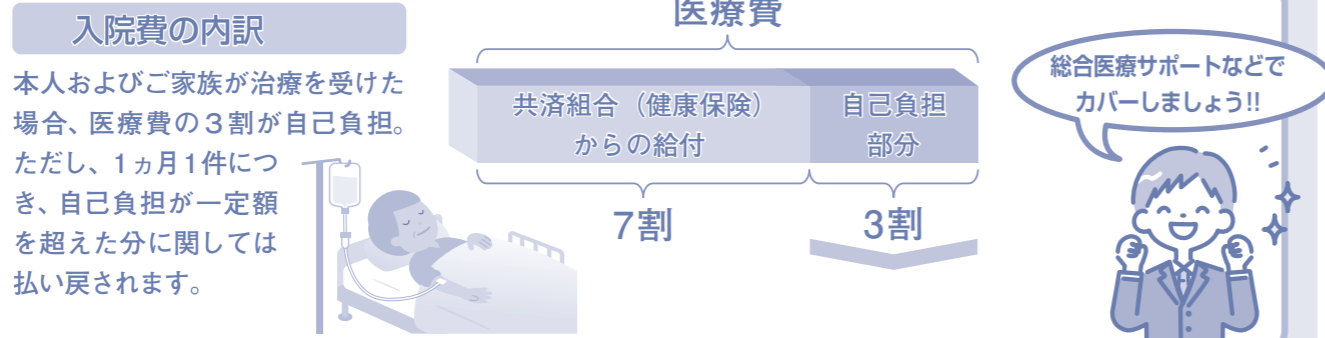 入院費の内訳
本人およびご家族が治療を受けた
場合、医療費の3割が自己負担。
ただし、1ヵ月1件につ
き、自己負担が一定額
を超えた分に関しては
払い戻されます。
医療費
共済組合（健康保険）
からの給付
自己負担
部分
7割
3割
総合医療サポートなどで
カバーしましょう!!